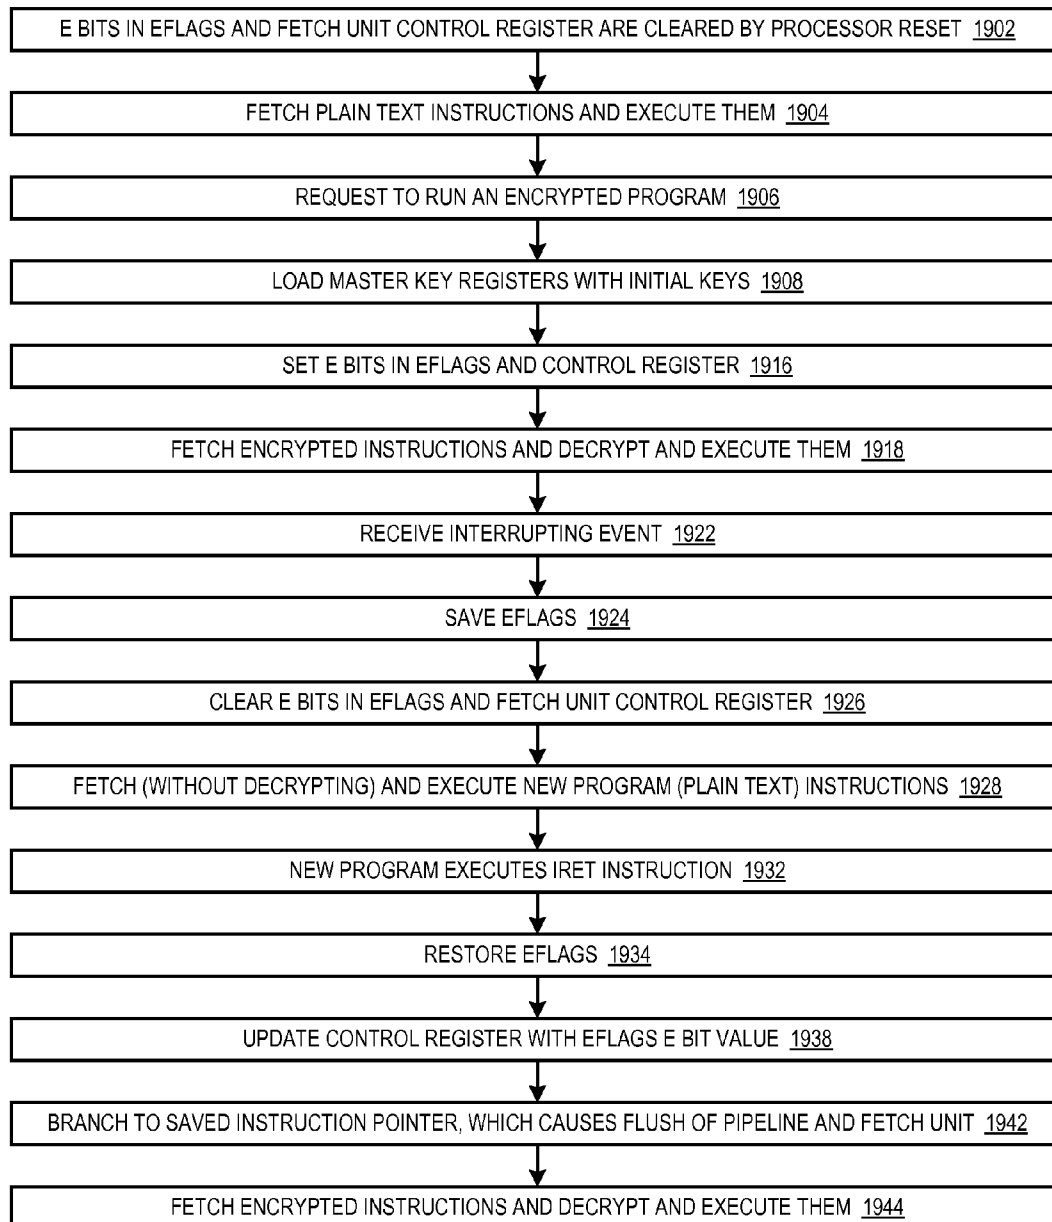 E BITS IN EFLAGS AND FETCH UNIT CONTROL REGISTER ARE CLEARED BY PROCESSOR RESET 1902
FETCH PLAIN TEXT INSTRUCTIONS AND EXECUTE THEM 1904
REQUEST TO RUN AN ENCRYPTED PROGRAM 1906
LOAD MASTER KEY REGISTERS WITH INITIAL KEYS 1908
SET E BITS IN EFLAGS AND CONTROL REGISTER 1916
FETCH ENCRYPTED INSTRUCTIONS AND DECRYPT AND EXECUTE THEM 1918
RECEIVE INTERRUPTING EVENT 1922
SAVE EFLAGS 1924
CLEAR E BITS IN EFLAGS AND FETCH UNIT CONTROL REGISTER 1926
FETCH (WITHOUT DECRYPTING) AND EXECUTE NEW PROGRAM (PLAIN TEXT) INSTRUCTIONS 1928
NEW PROGRAM EXECUTES IRET INSTRUCTION 1932
RESTORE EFLAGS 1934
UPDATE CONTROL REGISTER WITH EFLAGS E BIT VALUE 1938
BRANCH TO SAVED INSTRUCTION POINTER, WHICH CAUSES FLUSH OF PIPELINE AND FETCH UNIT 1942
FETCH ENCRYPTED INSTRUCTIONS AND DECRYPT AND EXECUTE THEM 1944